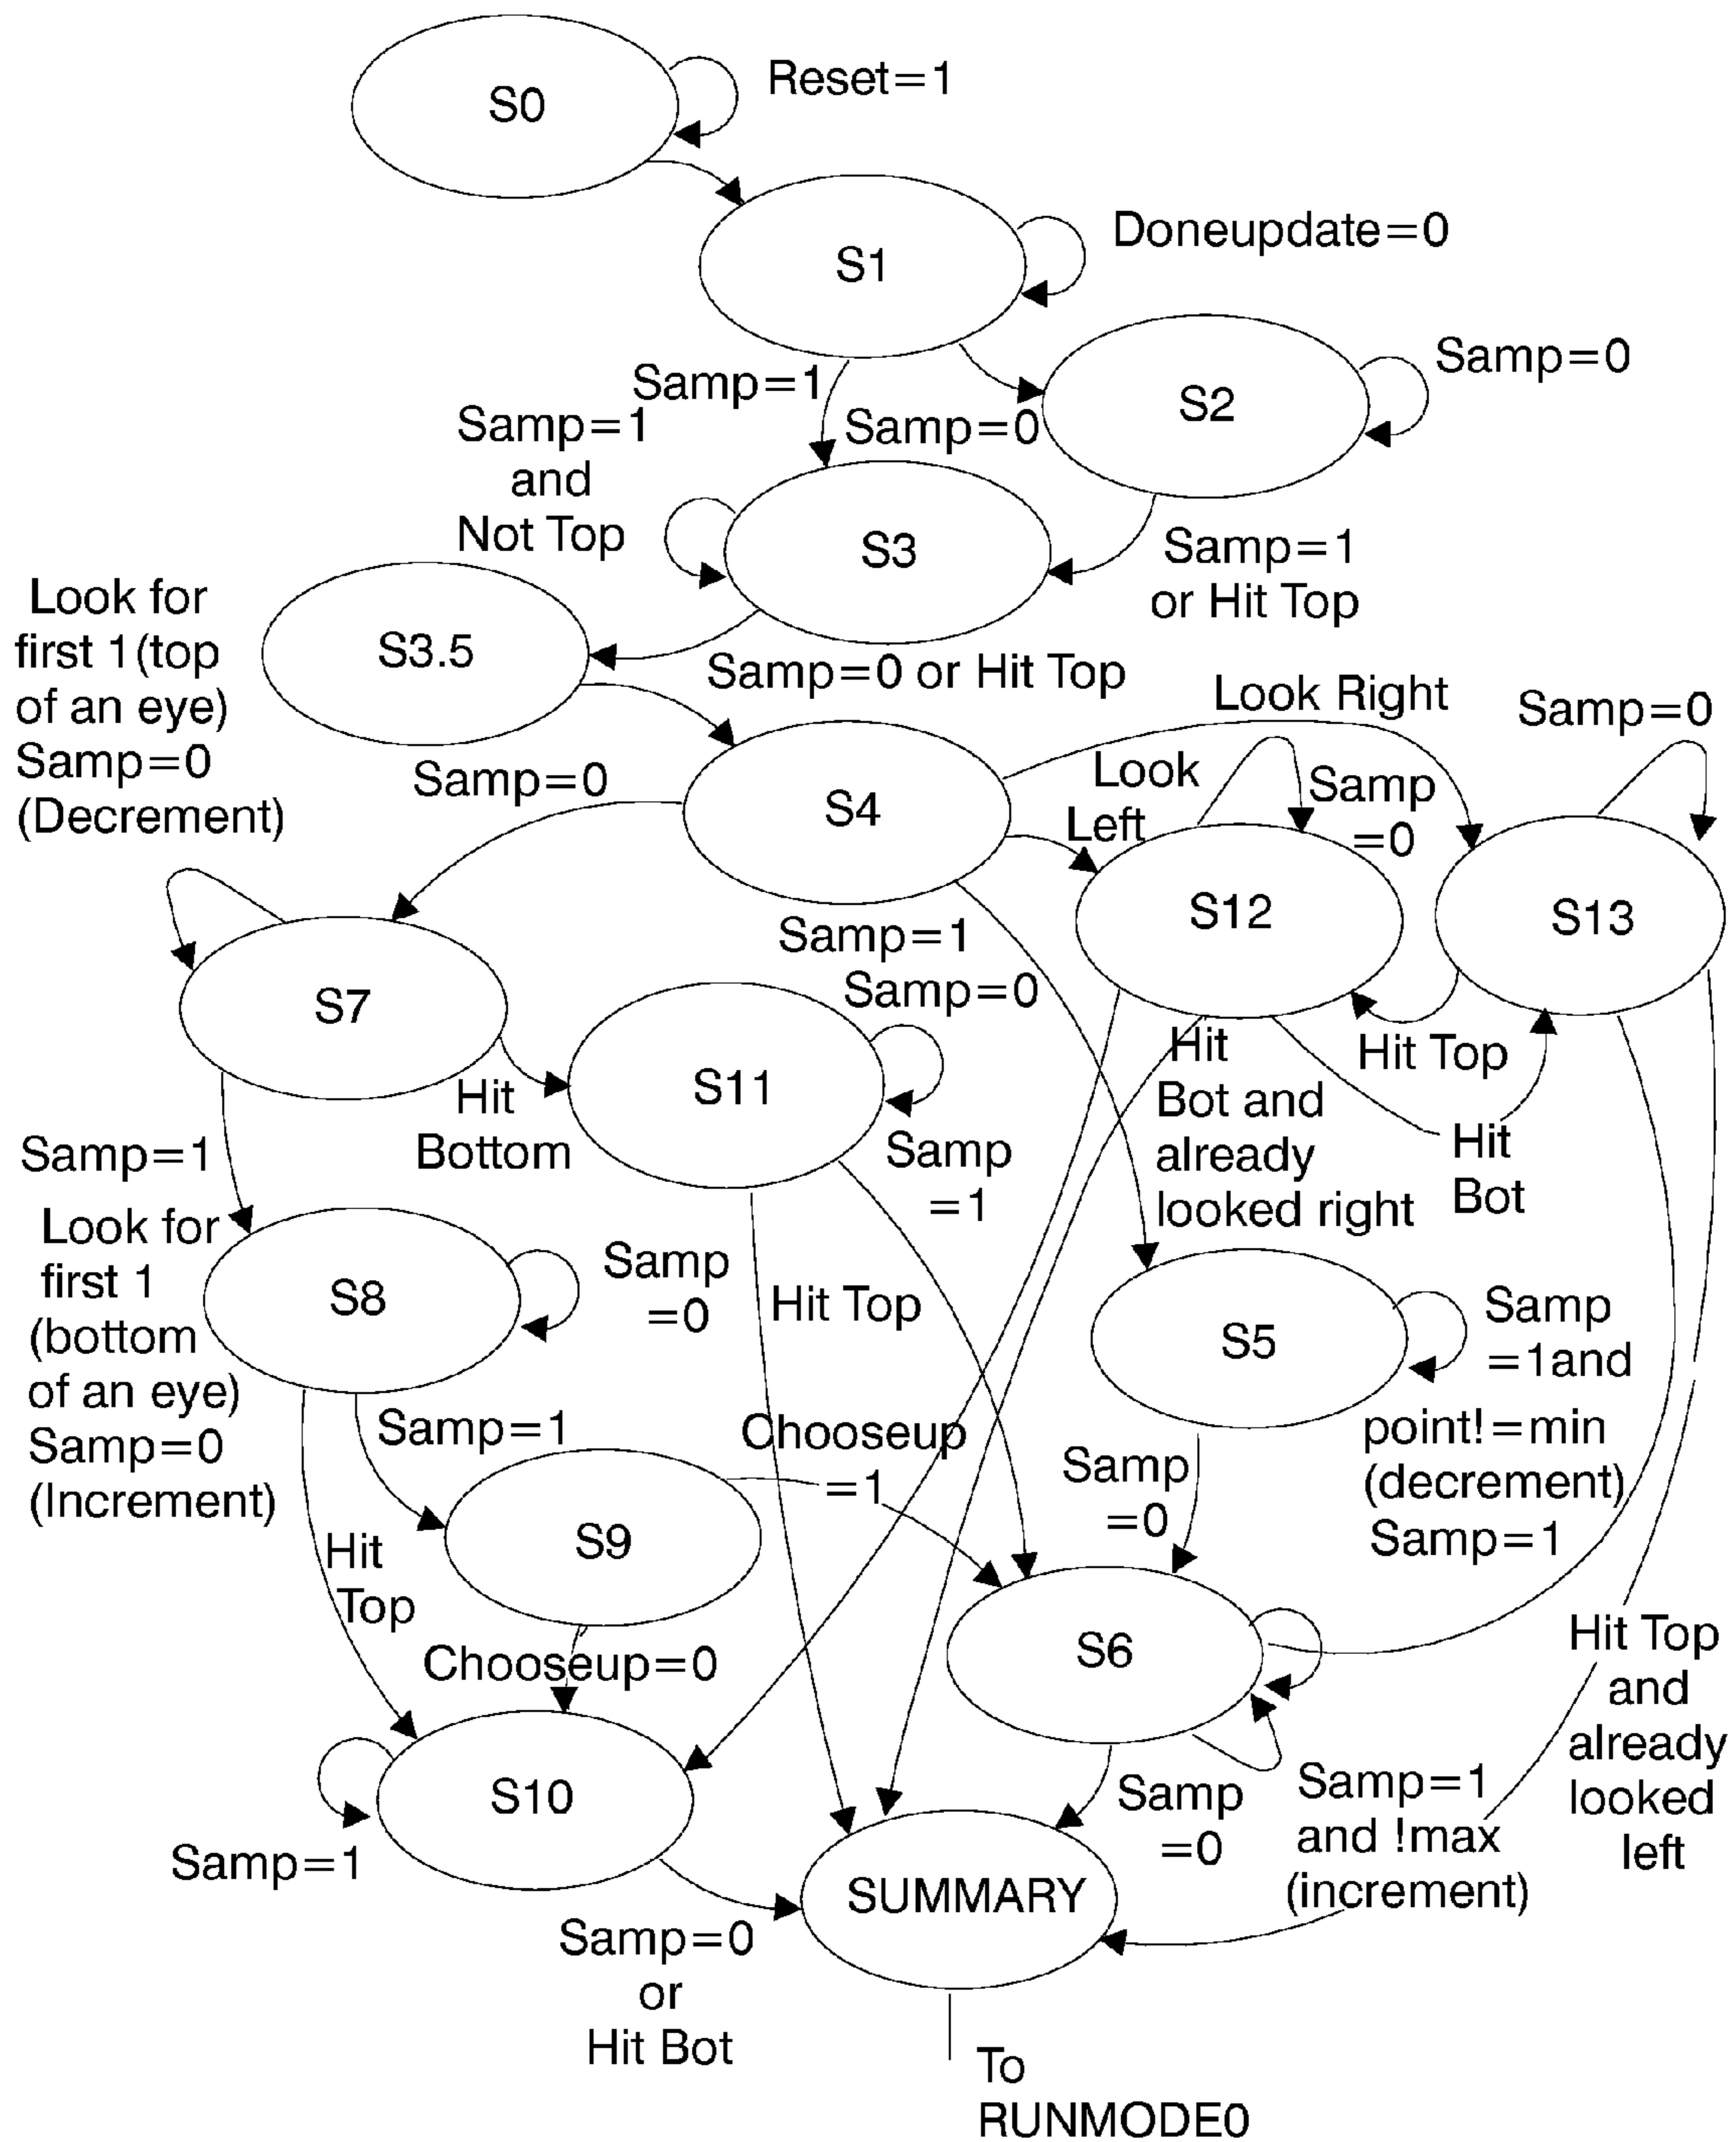 S0
Reset=1
S1
Doneupdate=0
Samp=1
Samp=0
S2
Samp=0
Samp=1
and
Not Top
S3
Samp=1
or Hit Top
S3.5
Samp=0 or Hit Top
Look for
first 1(top
of an eye)
Samp=0
(Decrement)
Samp=0
S4
Look Right
Look
Left
Samp
=0
Samp=0
S12
S13
Samp=1
S7
Hit
Bottom
S11
Samp=0
Samp
=1
Hit
Bot and
already
looked right
Hit Top
Hit
Bot
Samp=1
Look for
first 1
(bottom
of an eye)
Samp=0
(Increment)
S8
Samp
=0
Hit Top
S5
Samp
=1and
point!=min
(decrement)
Samp=1
Samp=1
Chooseup
=1
Samp
=0
S9
Hit
Top
Chooseup=0
S6
Hit Top
and
already
looked
left
S10
Samp=1
Samp
=0
Samp=1
and !max
(increment)
SUMMARY
Samp=0
or
Hit Bot
To
RUNMODE0